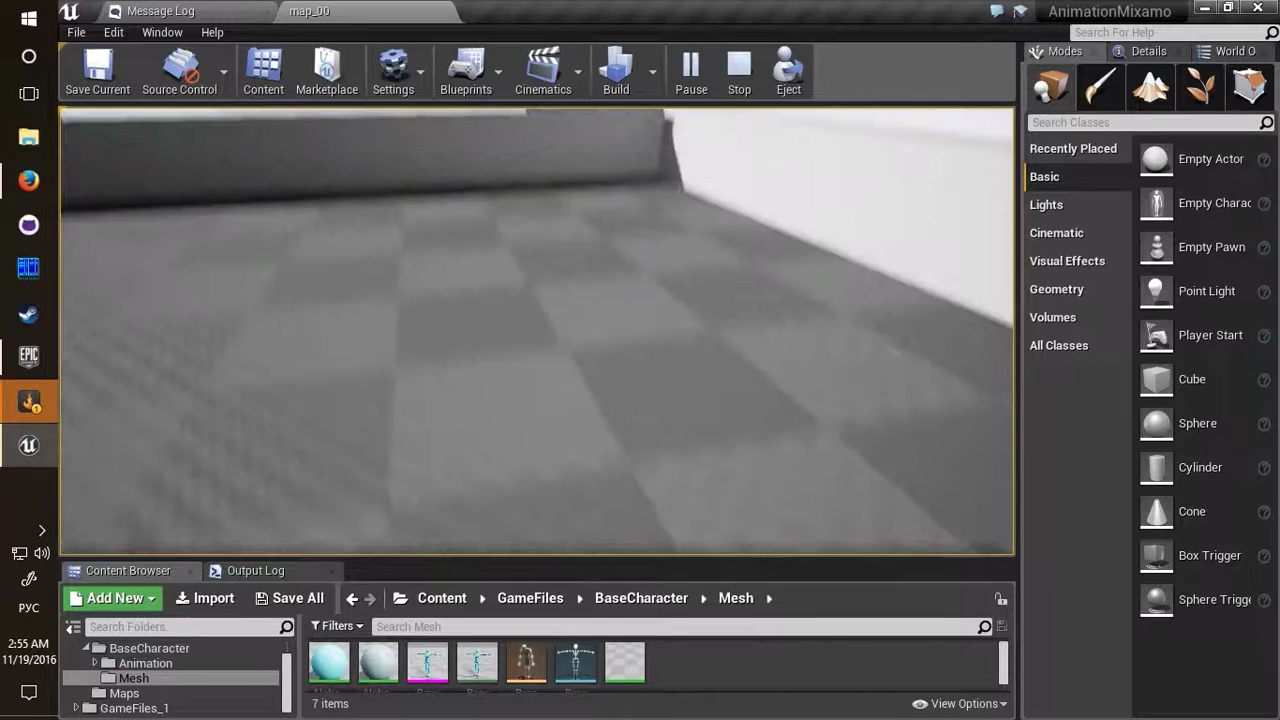 Message Log
map_00
AnimationMixamo
File Edit Window Help
Search For Help
Save Current
Source Control
Content
Marketplace
Settings
Blueprints
Cinematics
Build
Pause
Stop
Eject
Modes
Details
World O
Search Classes
Recently Placed
Basic
Lights
Cinematic
Visual Effects
Geometry
Volumes
All Classes
Empty Actor
Empty Charac
Empty Pawn
Point Light
Player Start
Cube
Sphere
Cylinder
Cone
Box Trigger
Sphere Trigge
EPIC
РУС
2:55 AM
11/19/2016
Content Browser
Output Log
Add New
Import
Save All
Content
GameFiles
BaseCharacter
Mesh
Search Folders
Filters
Search Mesh
BaseCharacter
Animation
Mesh
Maps
GameFiles_1
7 items
View Options